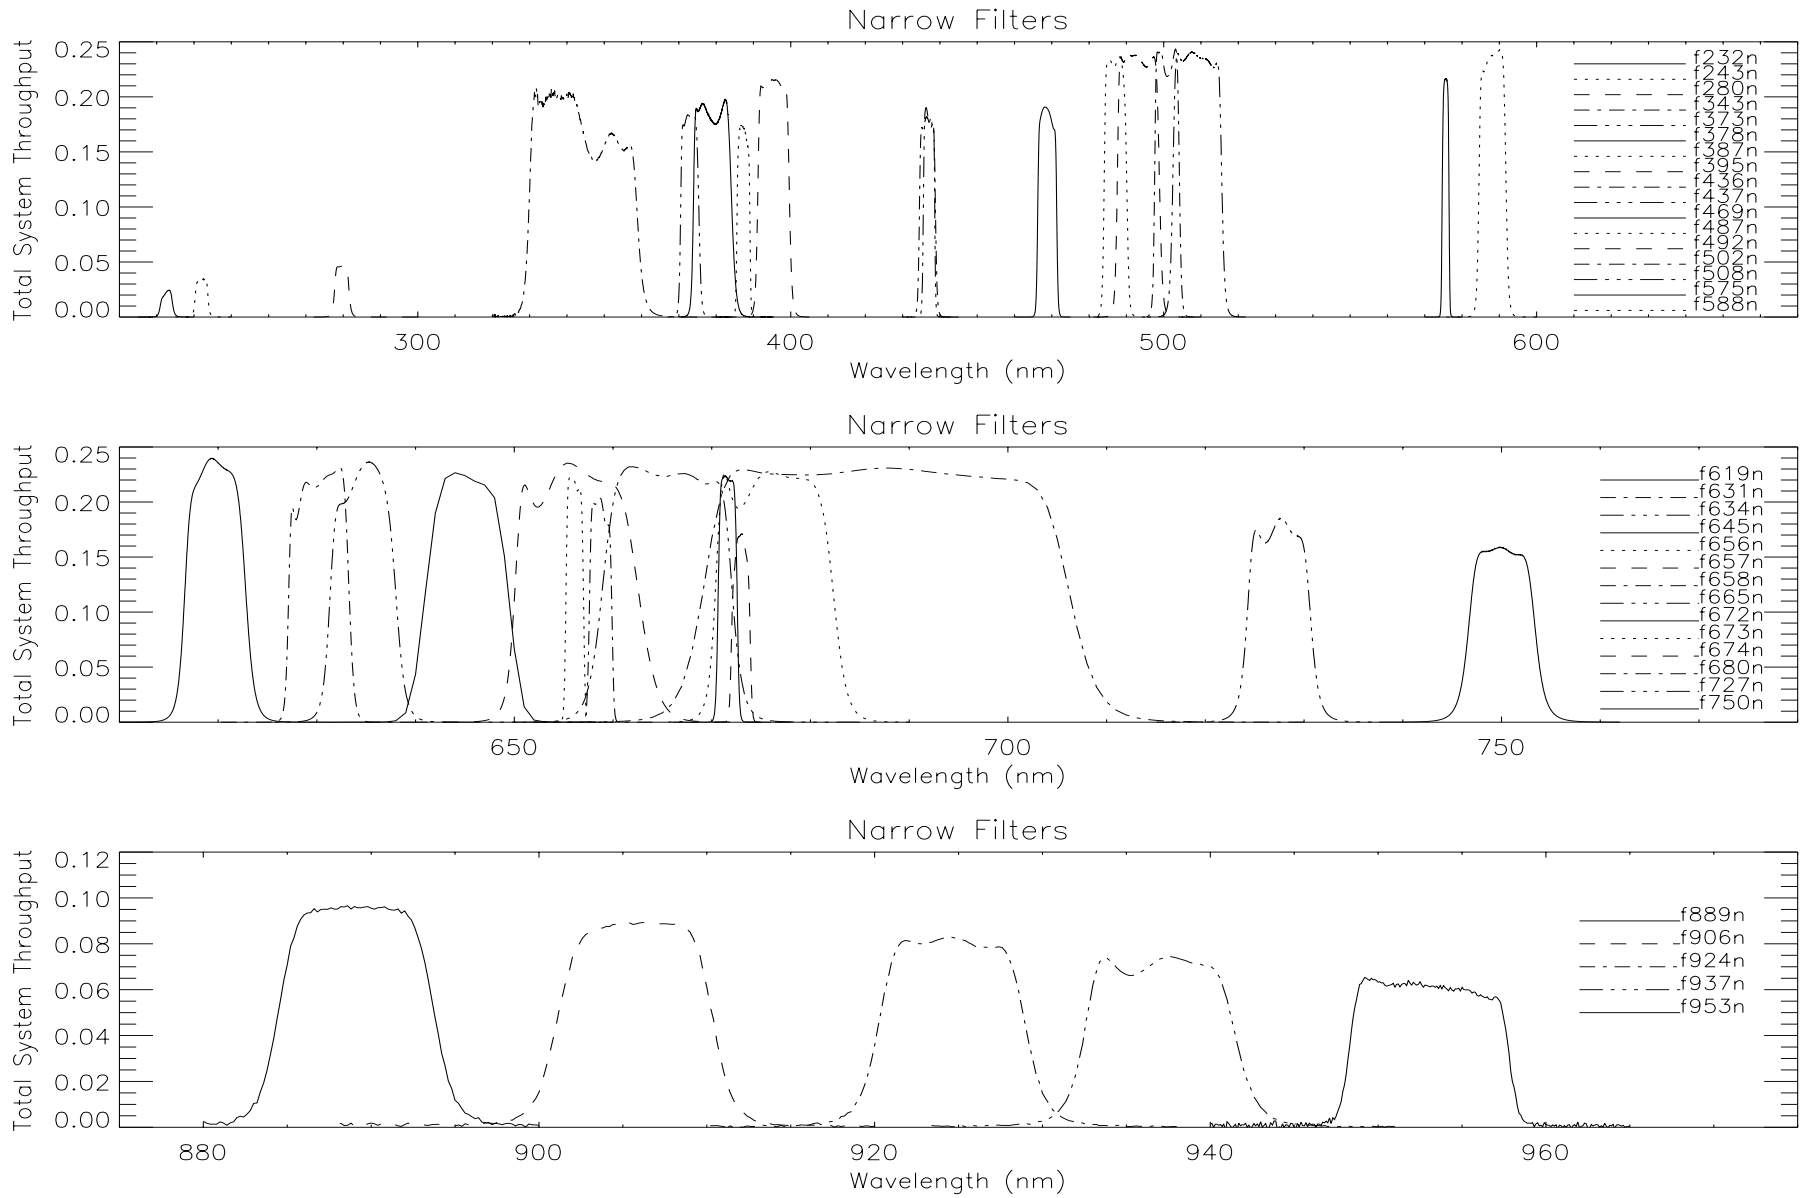 Narrow Filters
Total System Throughput
0.25
0.20
0.15
0.10
0.05
0.00
f232n
f243n
f280n
f343n
f373n
f378n
f387n
f395n
f436n
f437n
f469n
f487n
f492n
f502n
f508n
f575n
f588n
300 400 500 600
Wavelength (nm)
Narrow Filters
Total System Throughput
0.25
0.20
0.15
0.10
0.05
0.00
f619n
f631n
f634n
f645n
f656n
f657n
f658n
f665n
f672n
f673n
f674n
f680n
f727n
f750n
650 700 750
Wavelength (nm)
Narrow Filters
Total System Throughput
0.12
0.10
0.08
0.06
0.04
0.02
0.00
f889n
f906n
f924n
f937n
f953n
880 900 920 940 960
Wavelength (nm)